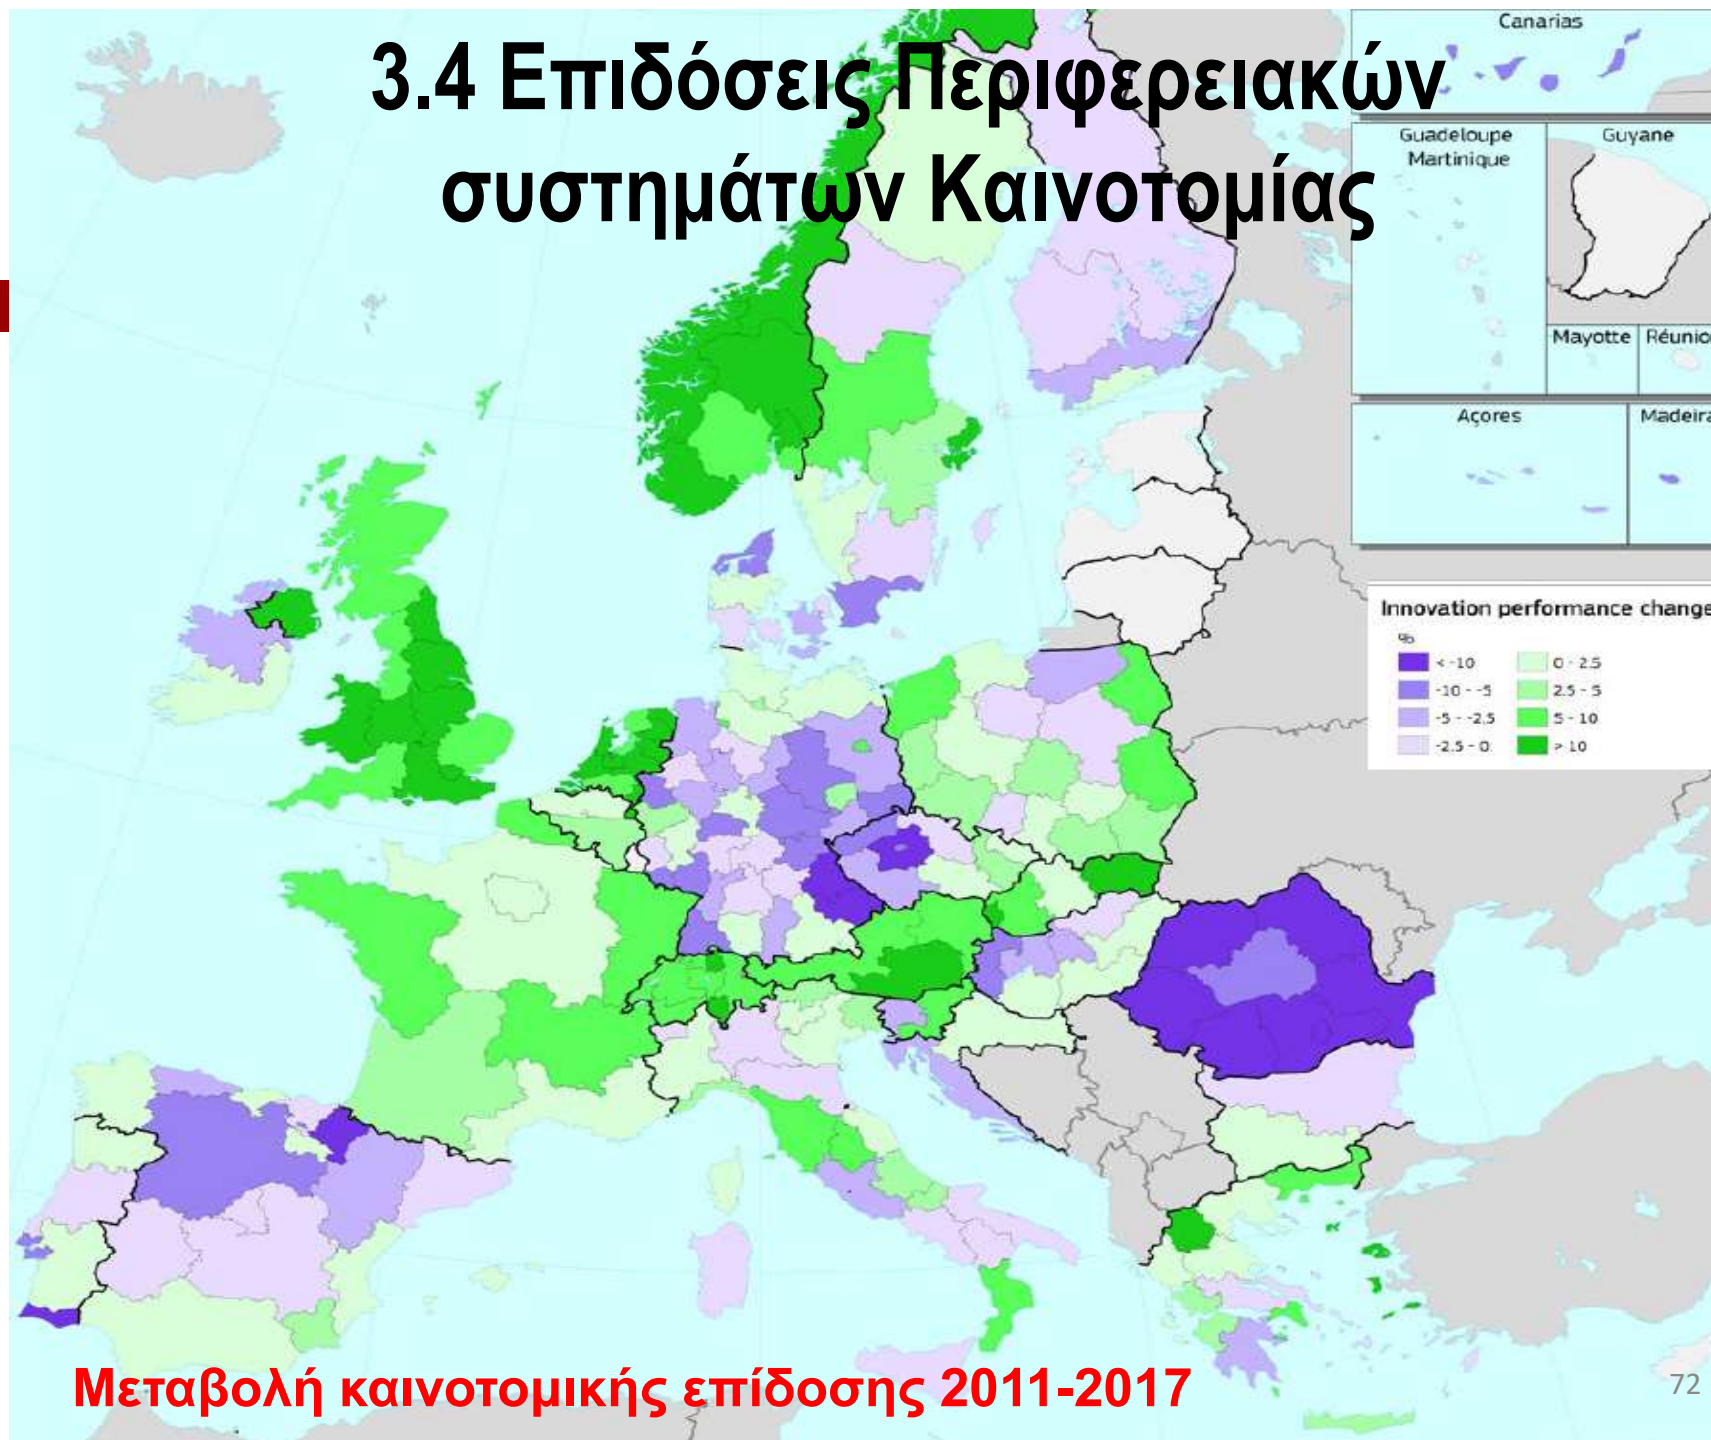 3.4 Επιδόσεις Περιφερειακών
συστημάτων Καινοτομίας
Canarias
Guadeloupe
Martinique
Guyane
Mayotte
Réunio
Açores
Madeira
Innovation performance change
%
< -10
-10 - -5
-5 - -2.5
-2.5 - 0
0 - 2.5
2.5 - 5
5 - 10
> 10
Μεταβολή καινοτομικής επίδοσης 2011-2017
72